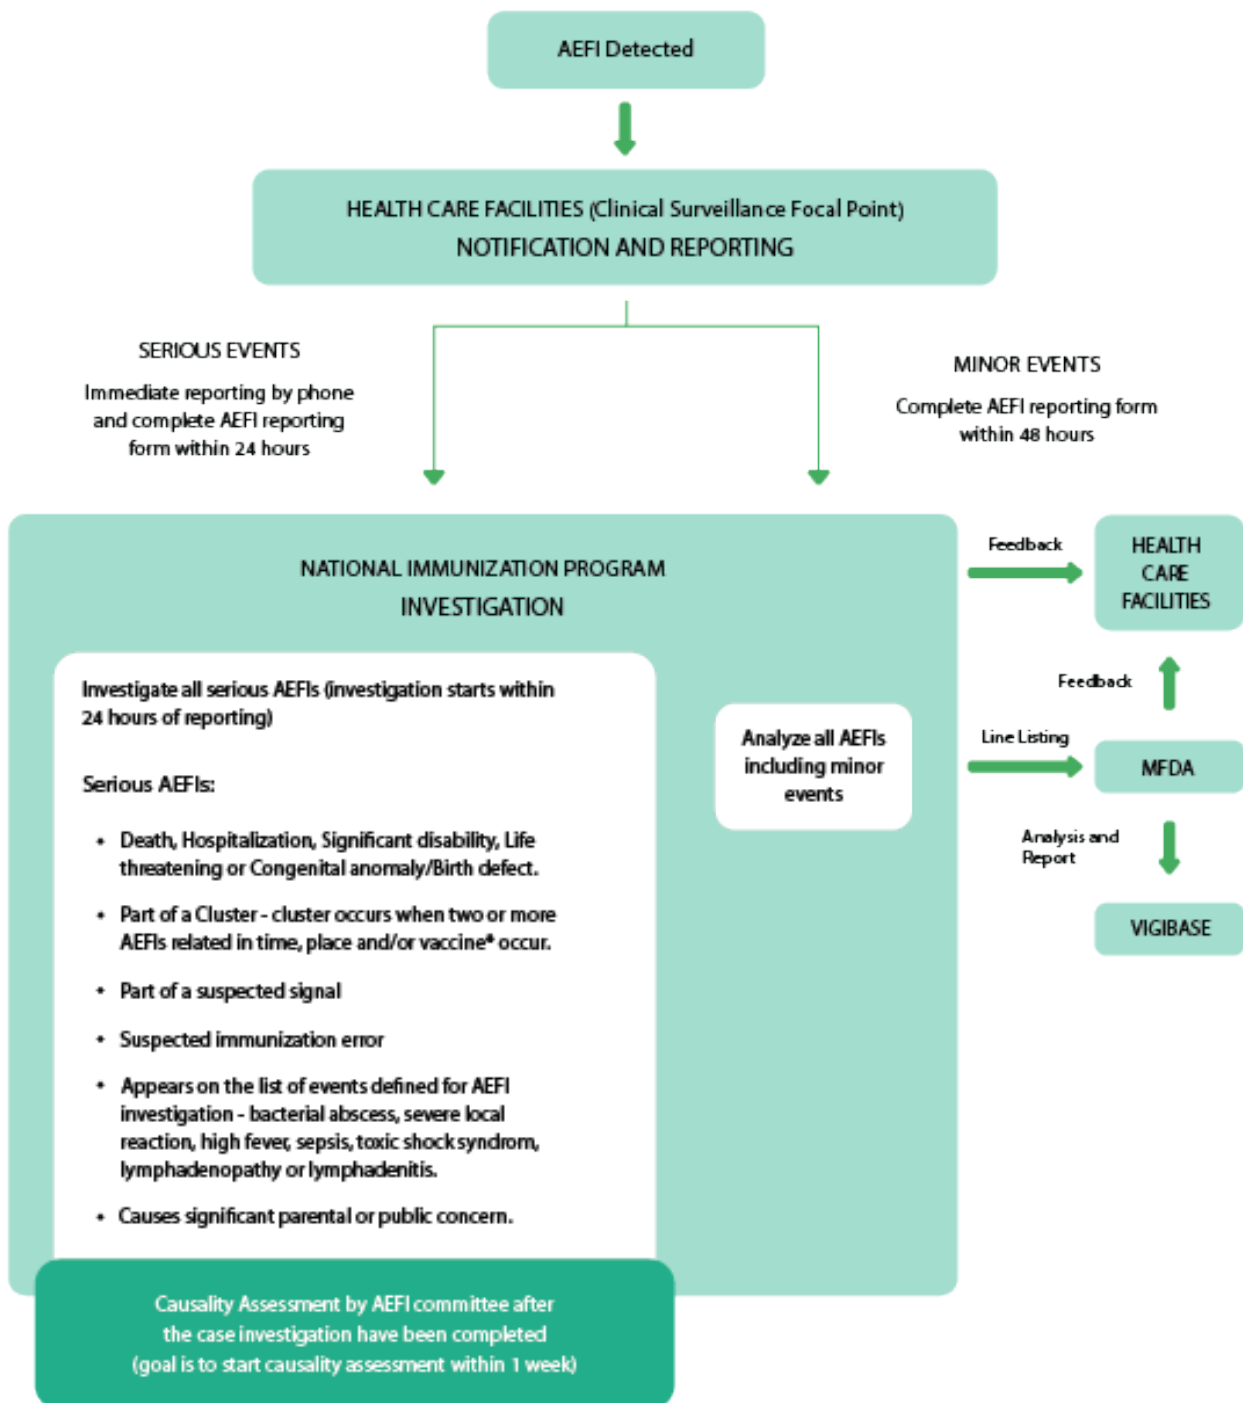 AEFI Detected
HEALTH CARE FACILITIES (Clinical Surveillance Focal Point)
NOTIFICATION AND REPORTING
SERIOUS EVENTS
Immediate reporting by phone
and complete AEFI reporting
form within 24 hours
MINOR EVENTS
Complete AEFI reporting form
within 48 hours
NATIONAL IMMUNIZATION PROGRAM
INVESTIGATION
Investigate all serious AEFIs (investigation starts within
24 hours of reporting)
Serious AEFIs:
• Death, Hospitalization, Significant disability, Life
threatening or Congenital anomaly/Birth defect.
• Part of a Cluster - cluster occurs when two or more
AEFIs related in time, place and/or vaccine* occur.
• Part of a suspected signal
• Suspected immunization error
• Appears on the list of events defined for AEFI
investigation - bacterial abscess, severe local
reaction, high fever, sepsis, toxic shock syndrom,
lymphadenopathy or lymphadenitis.
• Causes significant parental or public concern.
Analyze all AEFIs
including minor
events
Causality Assessment by AEFI committee after
the case investigation have been completed
(goal is to start causality assessment within 1 week)
Feedback
HEALTH
CARE
FACILITIES
Feedback
Line Listing
MFDA
Analysis and
Report
VIGIBASE